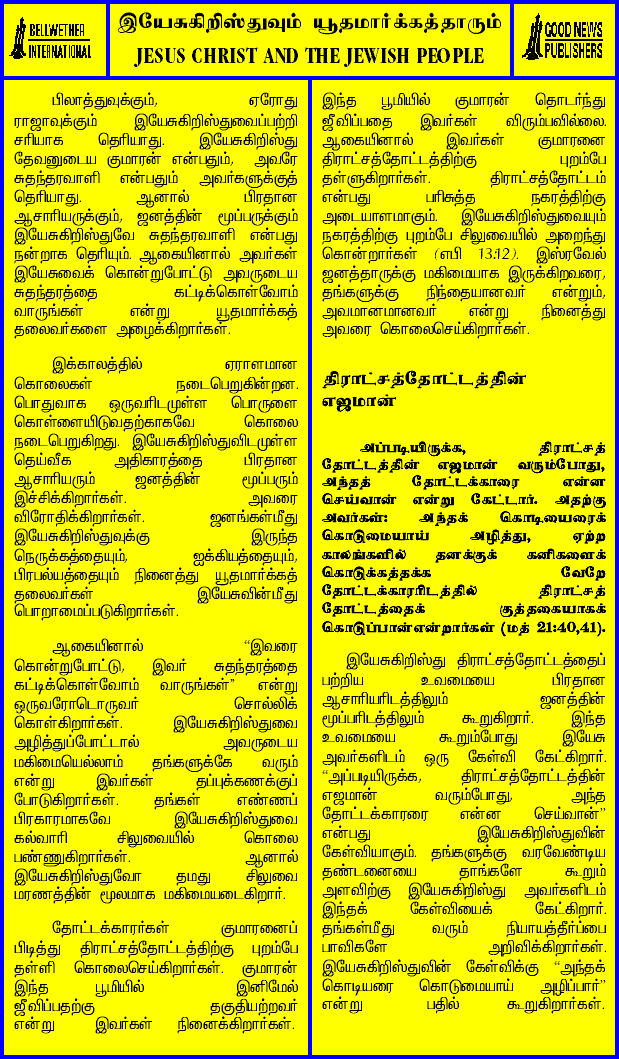 BELLWETHER
INTERNATIONAL
இயேசுகிறிஸ்துவும் யூதமார்க்கத்தாரும்
JESUS CHRIST AND THE JEWISH PEOPLE
GOOD NEWS
PUBLISHERS
பிலாத்துவுக்கும், ஏரோது
ராஜாவுக்கும் இயேசுகிறிஸ்துவைப்பற்றி
சரியாக தெரியாது. இயேசுகிறிஸ்து
தேவனுடைய குமாரன் என்பதும், அவரே
சுதந்தரவாளி என்பதும் அவர்களுக்குத்
தெரியாது. ஆனால் பிரதான
ஆசாரியருக்கும், ஜனத்தின் மூப்பருக்கும்
இயேசுகிறிஸ்துவே சுதந்தரவாளி என்பது
நன்றாக தெரியும். ஆகையினால் அவர்கள்
இயேசுவைக் கொன்றுபோட்டு அவருடைய
சுதந்தரத்தை கட்டிக்கொள்வோம்
வாருங்கள் என்று யூதமார்க்கத்
தலைவர்களை அழைக்கிறார்கள்.
இக்காலத்தில் ஏராளமான
கொலைகள் நடைபெறுகின்றன.
பொதுவாக ஒருவரிடமுள்ள பொருளை
கொள்ளையிடுவதற்காகவே கொலை
நடைபெறுகிறது. இயேசுகிறிஸ்துவிடமுள்ள
தெய்வீக அதிகாரத்தை பிரதான
ஆசாரியரும் ஜனத்தின் மூப்பரும்
இச்சிக்கிறார்கள். அவரை
விரோதிக்கிறார்கள். ஜனங்கள்மீது
இயேசுகிறிஸ்துவுக்கு இருந்த
நெருக்கத்தையும், ஐக்கியத்தையும்,
பிரபல்யத்தையும் நினைத்து யூதமார்க்கத்
தலைவர்கள் இயேசுவின்மீது
பொறாமைப்படுகிறார்கள்.
ஆகையினால் “இவரை
கொன்றுபோட்டு, இவர் சுதந்தரத்தை
கட்டிக்கொள்வோம் வாருங்கள்” என்று
ஒருவரோடொருவர் சொல்லிக்
கொள்கிறார்கள். இயேசுகிறிஸ்துவை
அழித்துப்போட்டால் அவருடைய
மகிமையெல்லாம் தங்களுக்கே வரும்
என்று இவர்கள் தப்புக்கணக்குப்
போடுகிறார்கள். தங்கள் எண்ணப்
பிரகாரமாகவே இயேசுகிறிஸ்துவை
கல்வாரி சிலுவையில் கொலை
பண்ணுகிறார்கள். ஆனால்
இயேசுகிறிஸ்துவோ தமது சிலுவை
மரணத்தின் மூலமாக மகிமையடைகிறார்.
தோட்டக்காரர்கள் குமாரனைப்
பிடித்து திராட்சத்தோட்டத்திற்கு புறம்பே
தள்ளி கொலைசெய்கிறார்கள். குமாரன்
இந்த பூமியில் இனிமேல்
ஜீவிப்பதற்கு தகுதியற்றவர்
என்று இவர்கள் நினைக்கிறார்கள்.
இந்த பூமியில் குமாரன் தொடர்ந்து
ஜீவிப்பதை இவர்கள் விரும்பவில்லை.
ஆகையினால் இவர்கள் குமாரனை
திராட்சத்தோட்டத்திற்கு புறம்பே
தள்ளுகிறார்கள். திராட்சத்தோட்டம்
என்பது பரிசுத்த நகரத்திற்கு
அடையாளமாகும். இயேசுகிறிஸ்துவையும்
நகரத்திற்கு புறம்பே சிலுவையில் அறைந்து
கொன்றார்கள் (எபி 13:12). இஸ்ரவேல்
ஜனத்தாருக்கு மகிமையாக இருக்கிறவரை,
தங்களுக்கு நிந்தையானவர் என்றும்,
அவமானமானவர் என்று நினைத்து
அவரை கொலைசெய்கிறார்கள்.
திராட்சத்தோட்டத்தின்
எஜமான்
அப்படியிருக்க, திராட்சத்
தோட்டத்தின் எஜமான் வரும்போது,
அந்தத் தோட்டக்காரரை என்ன
செய்வான் என்று கேட்டார். அதற்கு
அவர்கள்: அந்தக் கொடியரைக்
கொடுமையாய் அழித்து, ஏற்ற
காலங்களில் தனக்குக் கனிகளைக்
கொடுக்கத்தக்க வேறே
தோட்டக்காரரிடத்தில் திராட்சத்
தோட்டத்தைக் குத்தகையாகக்
கொடுப்பான்என்றார்கள் (மத் 21:40,41).
இயேசுகிறிஸ்து திராட்சத்தோட்டத்தைப்
பற்றிய உவமையை பிரதான
ஆசாரியரிடத்திலும் ஜனத்தின்
மூப்பரிடத்திலும் கூறுகிறார். இந்த
உவமையை கூறும்போது இயேசு
அவர்களிடம் ஒரு கேள்வி கேட்கிறார்.
“அப்படியிருக்க, திராட்சத்தோட்டத்தின்
எஜமான் வரும்போது, அந்த
தோட்டக்காரரை என்ன செய்வான்”
என்பது இயேசுகிறிஸ்துவின்
கேள்வியாகும். தங்களுக்கு வரவேண்டிய
தண்டனையை தாங்களே கூறும்
அளவிற்கு இயேசுகிறிஸ்து அவர்களிடம்
இந்தக் கேள்வியைக் கேட்கிறார்.
தங்கள்மீது வரும் நியாயத்தீர்ப்பை
பாவிகளே அறிவிக்கிறார்கள்.
இயேசுகிறிஸ்துவின் கேள்விக்கு “அந்தக்
கொடியரை கொடுமையாய் அழிப்பார்”
என்று பதில் கூறுகிறார்கள்.